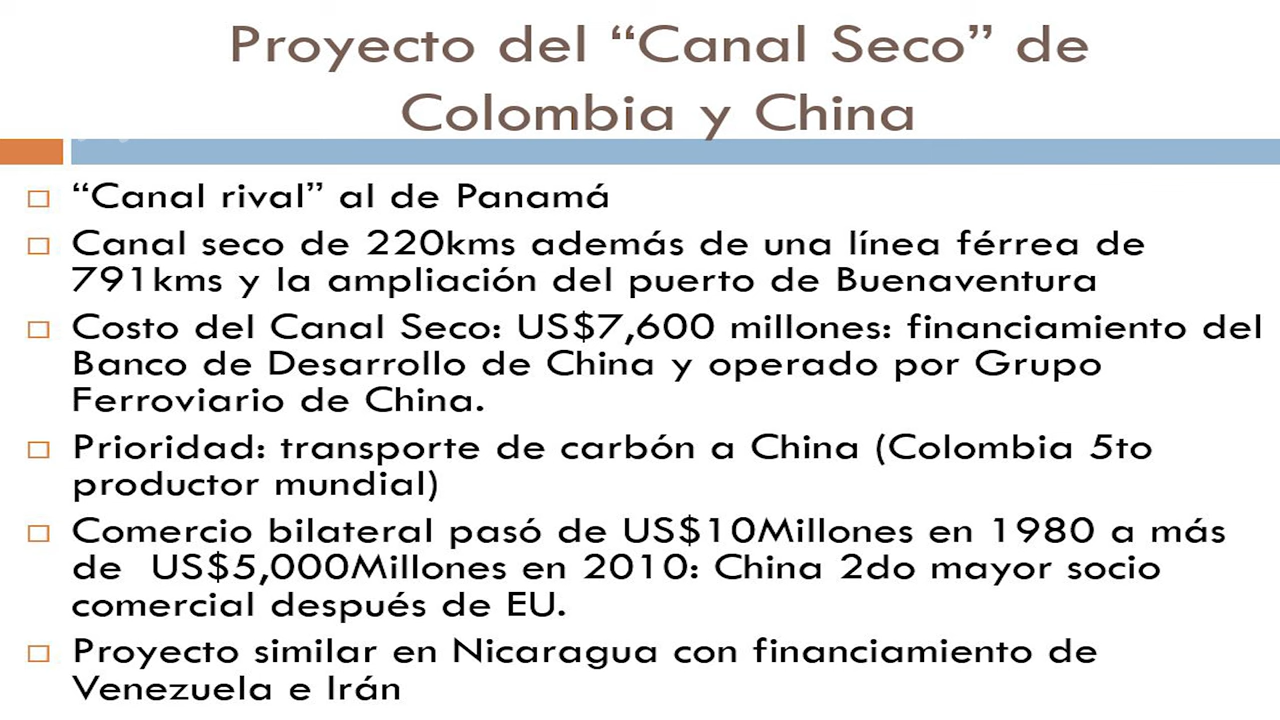 Proyecto del “Canal Seco” de
Colombia y China
“Canal rival” al de Panamá
Canal seco de 220kms además de una línea férrea de
791kms y la ampliación del puerto de Buenaventura
Costo del Canal Seco: US$7,600 millones: financiamiento del
Banco de Desarrollo de China y operado por Grupo
Ferroviario de China.
Prioridad: transporte de carbón a China (Colombia 5to
productor mundial)
Comercio bilateral pasó de US$10Millones en 1980 a más
de  US$5,000Millones en 2010: China 2do mayor socio
comercial después de EU.
Proyecto similar en Nicaragua con financiamiento de
Venezuela e Irán